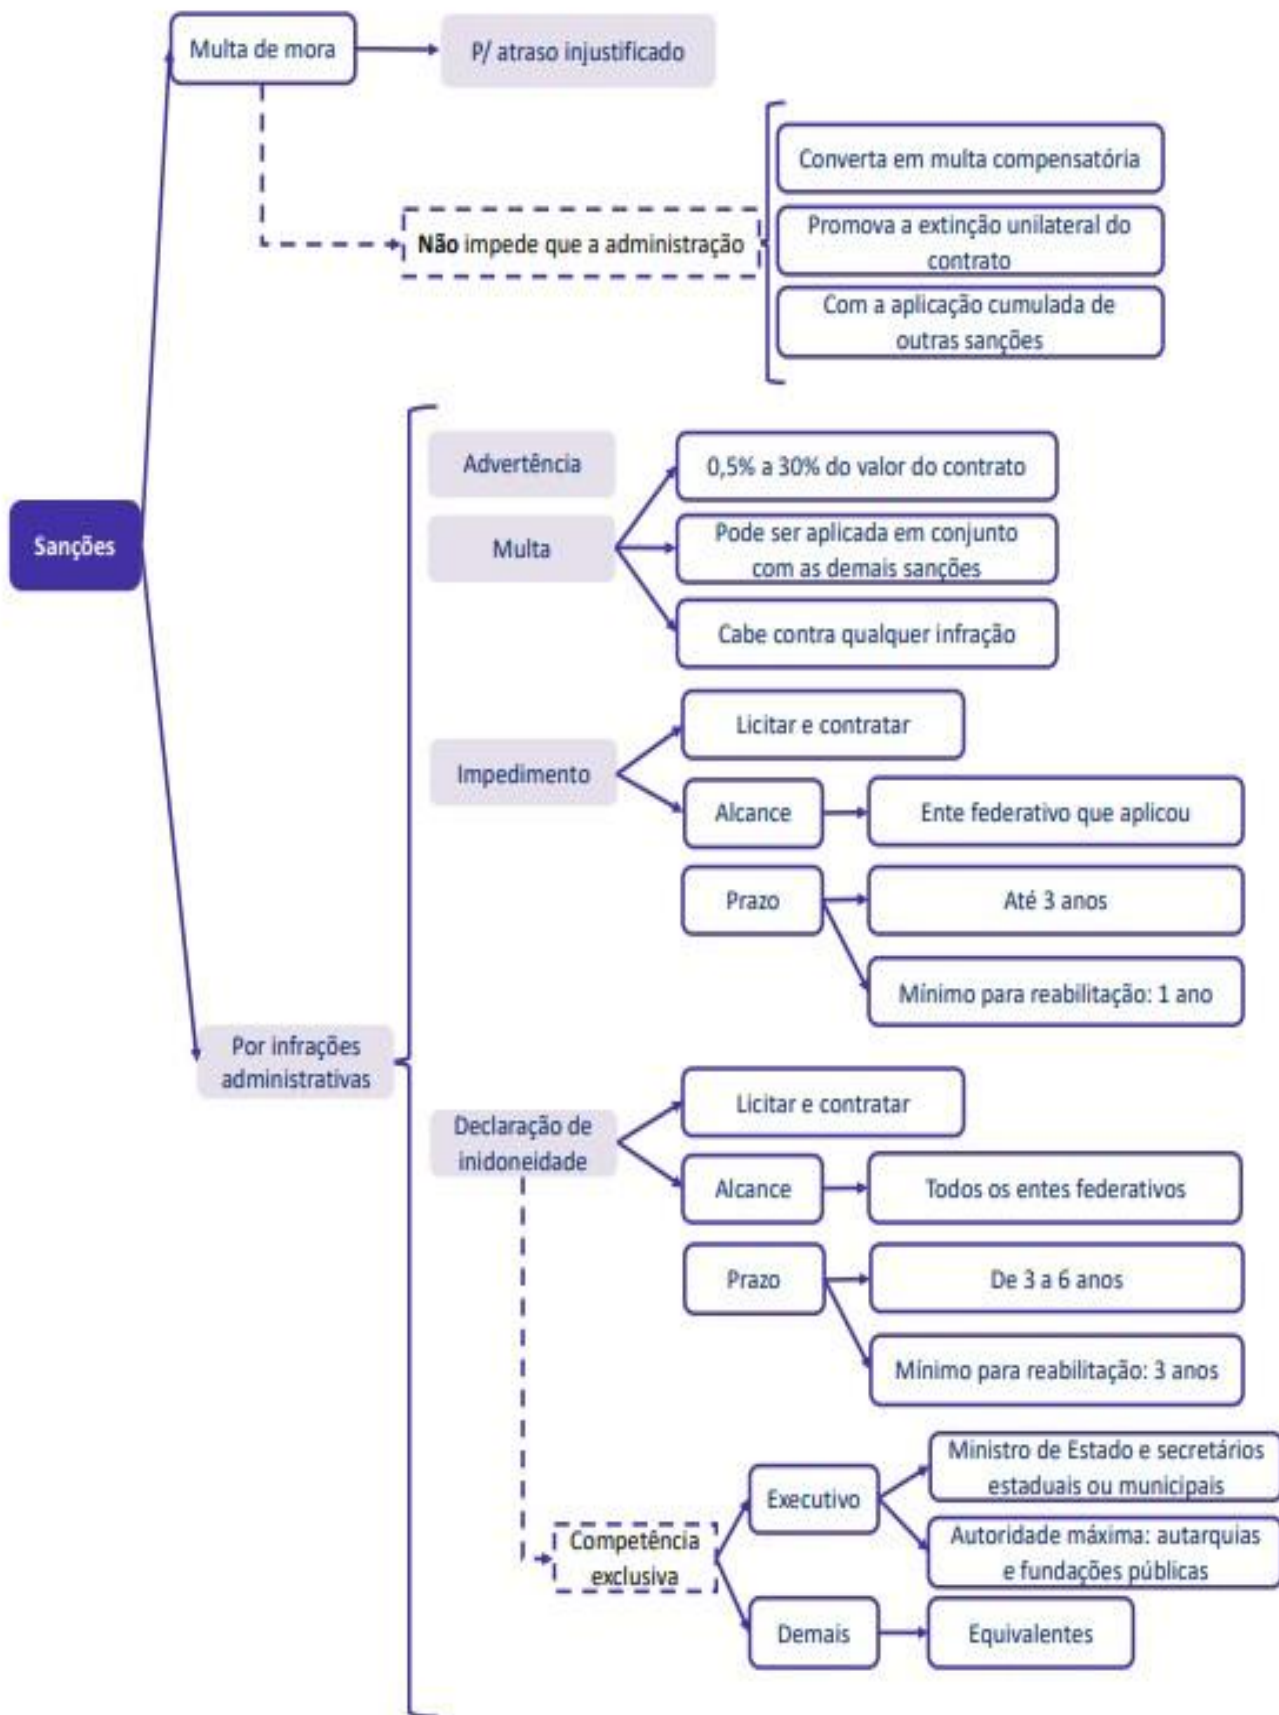 Multa de mora
P/ atraso injustificado
Converta em multa compensatória
Não impede que a administração
Promova a extinção unilateral do
contrato
Com a aplicação cumulada de
outras sanções
Sanções
Advertência
0,5% a 30% do valor do contrato
Multa
Pode ser aplicada em conjunto
com as demais sanções
Cabe contra qualquer infração
Impedimento
Licitar e contratar
Alcance
Ente federativo que aplicou
Prazo
Até 3 anos
Mínimo para reabilitação: 1 ano
Por infrações
administrativas
Declaração de
inidoneidade
Licitar e contratar
Alcance
Todos os entes federativos
Prazo
De 3 a 6 anos
Mínimo para reabilitação: 3 anos
Competência
exclusiva
Executivo
Ministro de Estado e secretários
estaduais ou municipais
Autoridade máxima: autarquias
e fundações públicas
Demais
Equivalentes